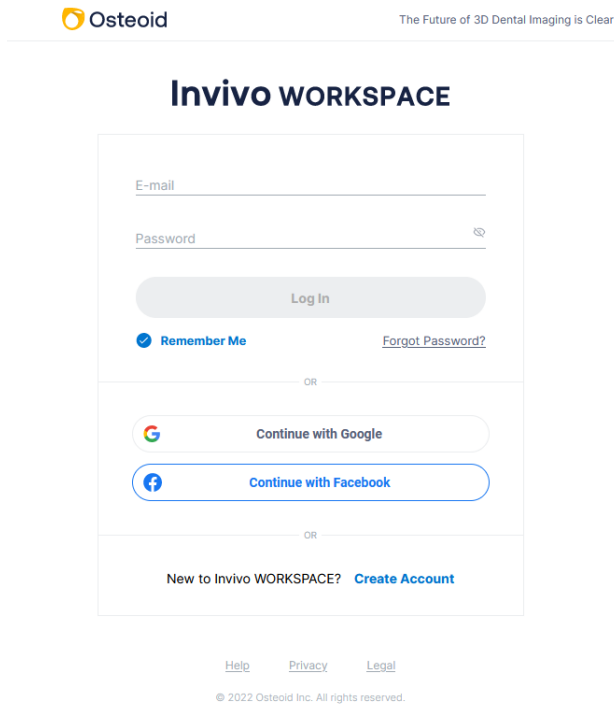 Osteoid
The Future of 3D Dental Imaging is Clear
Invivo WORKSPACE
E-mail
Password
Log In
Remember Me
Forgot Password?
OR
Continue with Google
Continue with Facebook
OR
New to Invivo WORKSPACE? Create Account
Help Privacy Legal
© 2022 Osteoid Inc. All rights reserved.